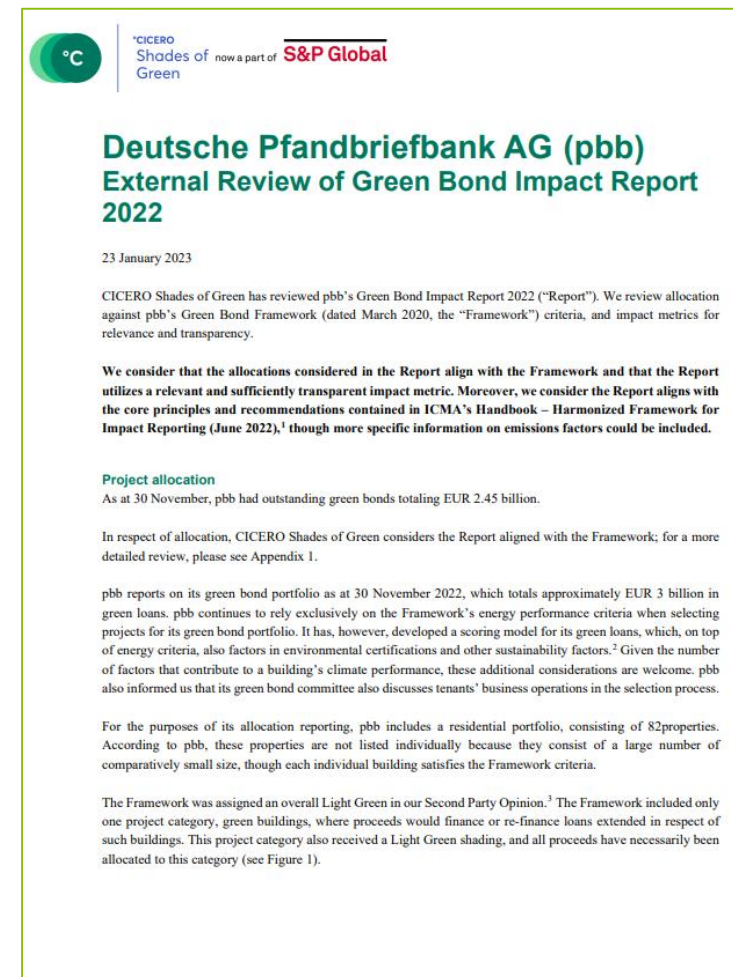 °C
°CICERO
Shades of now a part of S&P Global
Green
Deutsche Pfandbriefbank AG (pbb)
External Review of Green Bond Impact Report
2022
23 January 2023
CICERO Shades of Green has reviewed pbb's Green Bond Impact Report 2022 ("Report"). We review allocation
against pbb's Green Bond Framework (dated March 2020, the "Framework") criteria, and impact metrics for
relevance and transparency.
We consider that the allocations considered in the Report align with the Framework and that the Report
utilizes a relevant and sufficiently transparent impact metric. Moreover, we consider the Report aligns with
the core principles and recommendations contained in ICMA's Handbook – Harmonized Framework for
Impact Reporting (June 2022),¹ though more specific information on emissions factors could be included.
Project allocation
As at 30 November, pbb had outstanding green bonds totaling EUR 2.45 billion.
In respect of allocation, CICERO Shades of Green considers the Report aligned with the Framework; for a more
detailed review, please see Appendix 1.
pbb reports on its green bond portfolio as at 30 November 2022, which totals approximately EUR 3 billion in
green loans. pbb continues to rely exclusively on the Framework's energy performance criteria when selecting
projects for its green bond portfolio. It has, however, developed a scoring model for its green loans, which, on top
of energy criteria, also factors in environmental certifications and other sustainability factors.² Given the number
of factors that contribute to a building's climate performance, these additional considerations are welcome. pbb
also informed us that its green bond committee also discusses tenants' business operations in the selection process.
For the purposes of its allocation reporting, pbb includes a residential portfolio, consisting of 82properties.
According to pbb, these properties are not listed individually because they consist of a large number of
comparatively small size, though each individual building satisfies the Framework criteria.
The Framework was assigned an overall Light Green in our Second Party Opinion.³ The Framework included only
one project category, green buildings, where proceeds would finance or re-finance loans extended in respect of
such buildings. This project category also received a Light Green shading, and all proceeds have necessarily been
allocated to this category (see Figure 1).